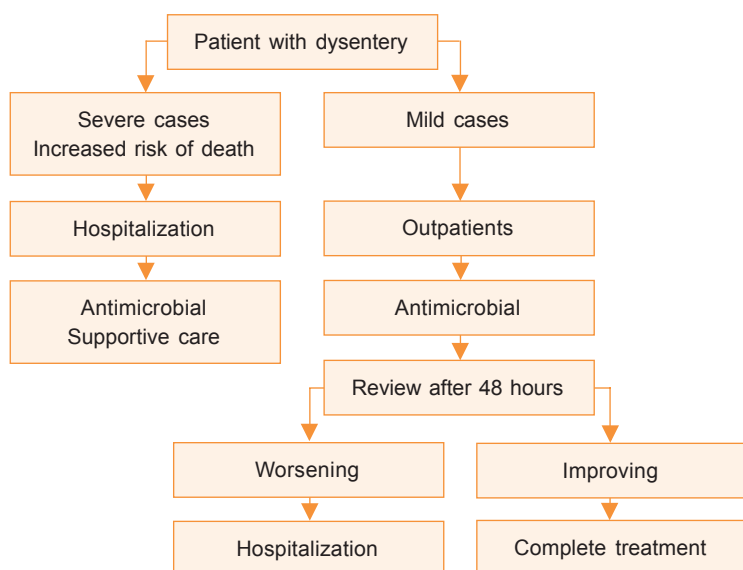 Patient with dysentery
Severe cases
Increased risk of death
Mild cases
Hospitalization
Outpatients
Antimicrobial
Supportive care
Antimicrobial
Review after 48 hours
Worsening
Improving
Hospitalization
Complete treatment